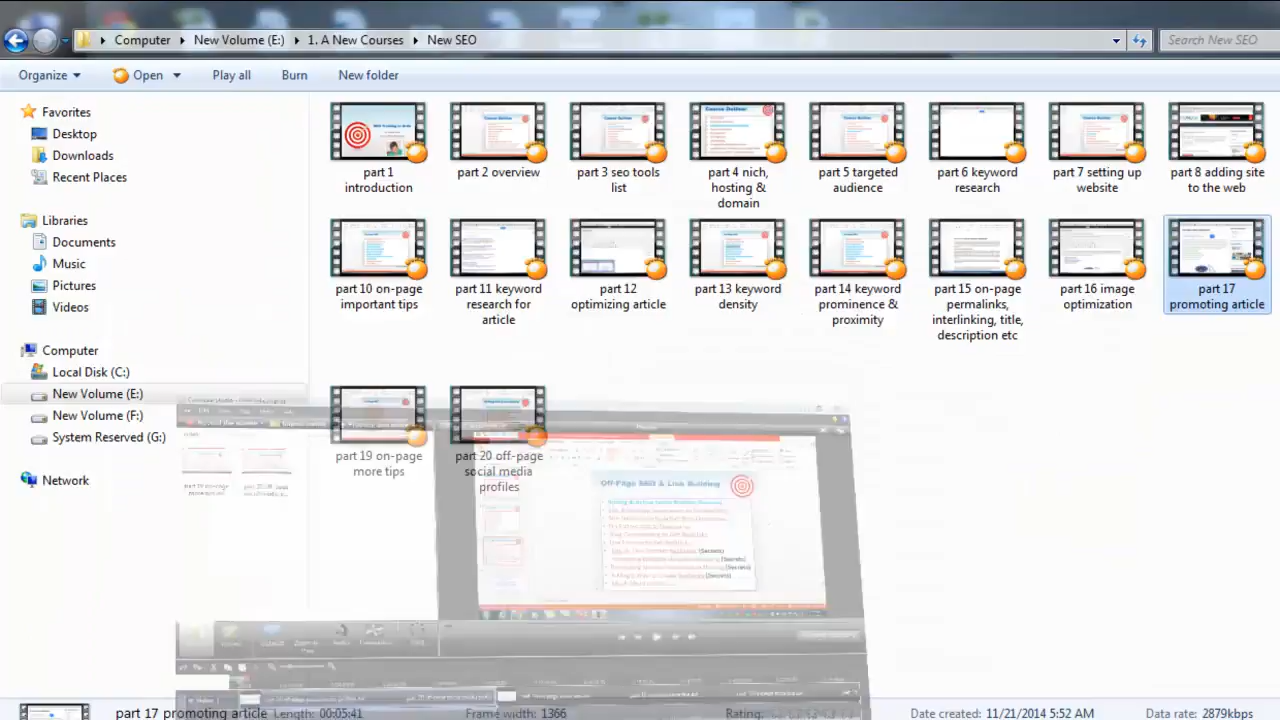 Computer New Volume (E:) 1. A New Courses New SEO Search New SEO
Organize Open Play all Burn New folder
Favorites
Desktop
Downloads
Recent Places
Libraries
Documents
Music
Pictures
Videos
Computer
Local Disk (C:)
New Volume (E:)
New Volume (F:)
System Reserved (G:)
Network
part 1
introduction
part 2 overview
part 3 seo tools
list
part 4 nich,
hosting &
domain
part 5 targeted
audience
part 6 keyword
research
part 7 setting up
website
part 8 adding site
to the web
part 10 on-page
important tips
part 11 keyword
research for
article
part 12
optimizing article
part 13 keyword
density
part 14 keyword
prominence &
proximity
part 15 on-page
permalinks,
interlinking, title,
description etc
part 16 image
optimization
part 17
promoting article
part 19 on-page
more tips
part 20 off-page
social media
profiles
Off-Page SEO & Link Building
(Secrets)
(Secrets)
(Secrets)
(Secrets)
part 17 promoting article Length: 00:05:41 Frame width: 1366 Rating: Date created: 11/21/2014 5:52 AM Data rate: 2879kbps